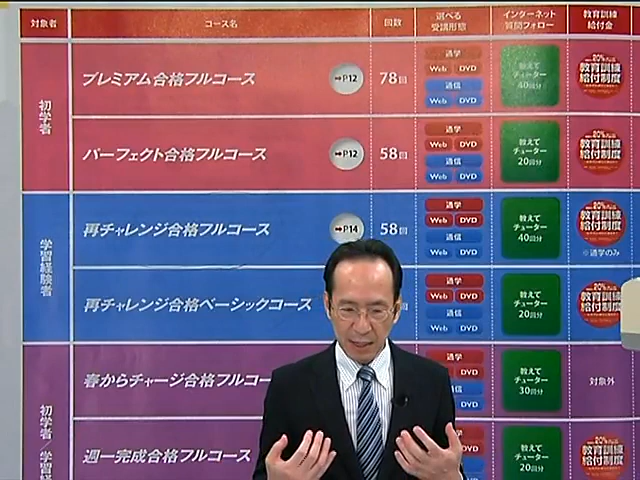 対象者
コース名
回数
選べる
受講形態
インターネット
質問フォロー
教育訓練
給付金
初学者
プレミアム合格フルコース
→P12
78回
通学
Web DVD
通信
Web DVD
教えて
チューター
40回分
教育訓練
給付制度
パーフェクト合格フルコース
→P12
58回
通学
Web DVD
通信
Web DVD
教えて
チューター
20回分
教育訓練
給付制度
学習経験者
再チャレンジ合格フルコース
→P14
58回
通学
Web DVD
通信
Web DVD
教えて
チューター
40回分
教育訓練
給付制度
※通学のみ
再チャレンジ合格ベーシックコース
通学
Web DVD
通信
Web DVD
教えて
チューター
20回分
教育訓練
給付制度
初学者/学習経
春からチャージ合格フルコー
通学
DVD
通信
DVD
教えて
チューター
30回分
対象外
週一完成合格フルコース
通学
DVD
教えて
チューター
20回分
教育訓練
給付制度